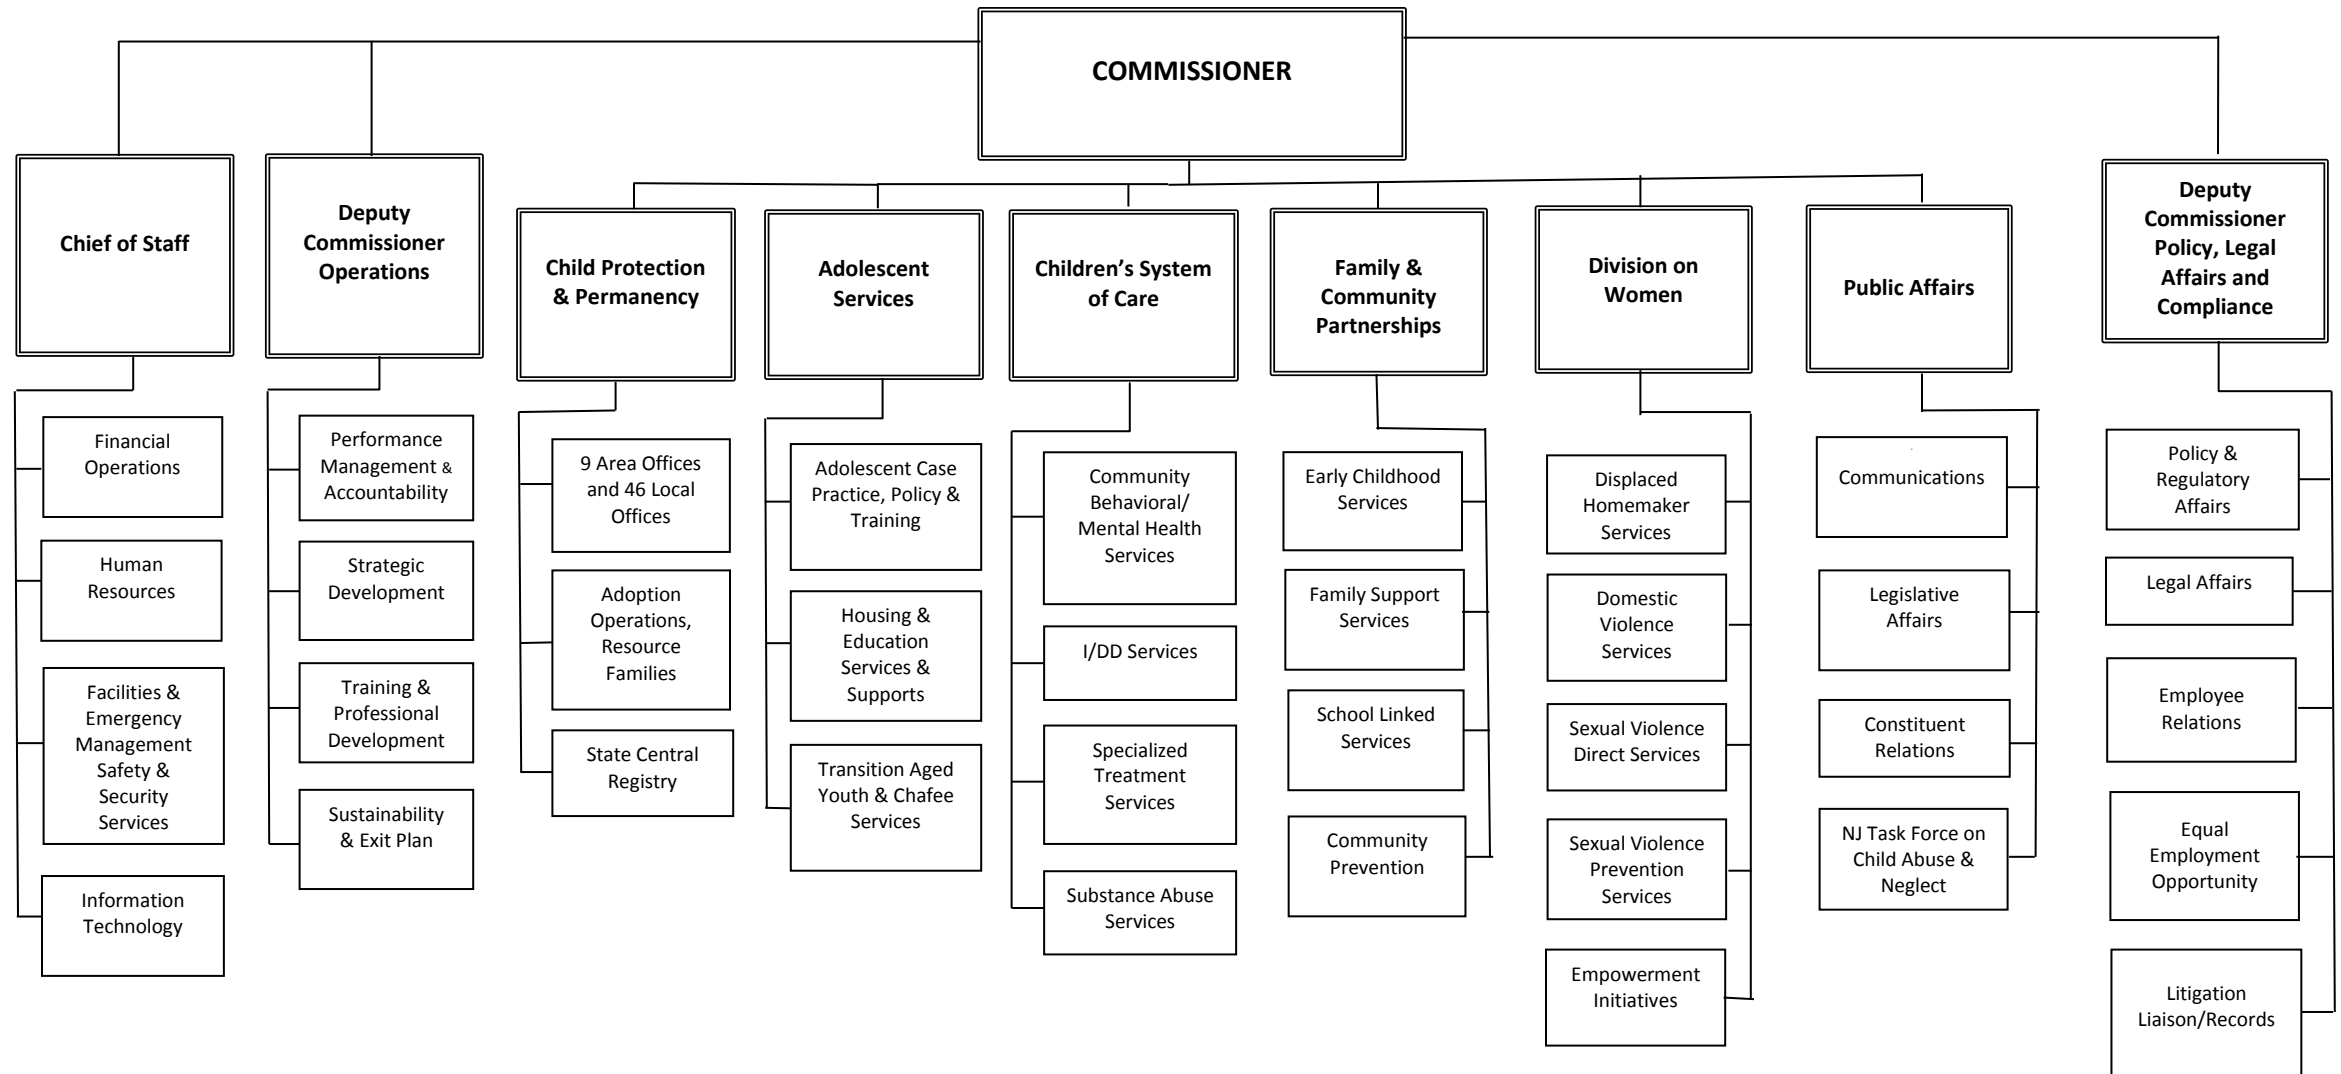 COMMISSIONER
Chief of Staff
Deputy
Commissioner
Operations
Child Protection
& Permanency
Adolescent
Services
Children’s System
of Care
Family &
Community
Partnerships
Division on
Women
Public Affairs
Deputy
Commissioner
Policy, Legal
Affairs and
Compliance
Financial
Operations
Human
Resources
Facilities &
Emergency
Management
Safety &
Security
Services
Information
Technology
Performance
Management &
Accountability
Strategic
Development
Training &
Professional
Development
Sustainability
& Exit Plan
9 Area Offices
and 46 Local
Offices
Adoption
Operations,
Resource
Families
State Central
Registry
Adolescent Case
Practice, Policy &
Training
Housing &
Education
Services &
Supports
Transition Aged
Youth & Chafee
Services
Community
Behavioral/
Mental Health
Services
I/DD Services
Specialized
Treatment
Services
Substance Abuse
Services
Early Childhood
Services
Family Support
Services
School Linked
Services
Community
Prevention
Displaced
Homemaker
Services
Domestic
Violence
Services
Sexual Violence
Direct Services
Sexual Violence
Prevention
Services
Empowerment
Initiatives
Communications
Legislative
Affairs
Constituent
Relations
NJ Task Force on
Child Abuse &
Neglect
Policy &
Regulatory
Affairs
Legal Affairs
Employee
Relations
Equal
Employment
Opportunity
Litigation
Liaison/Records